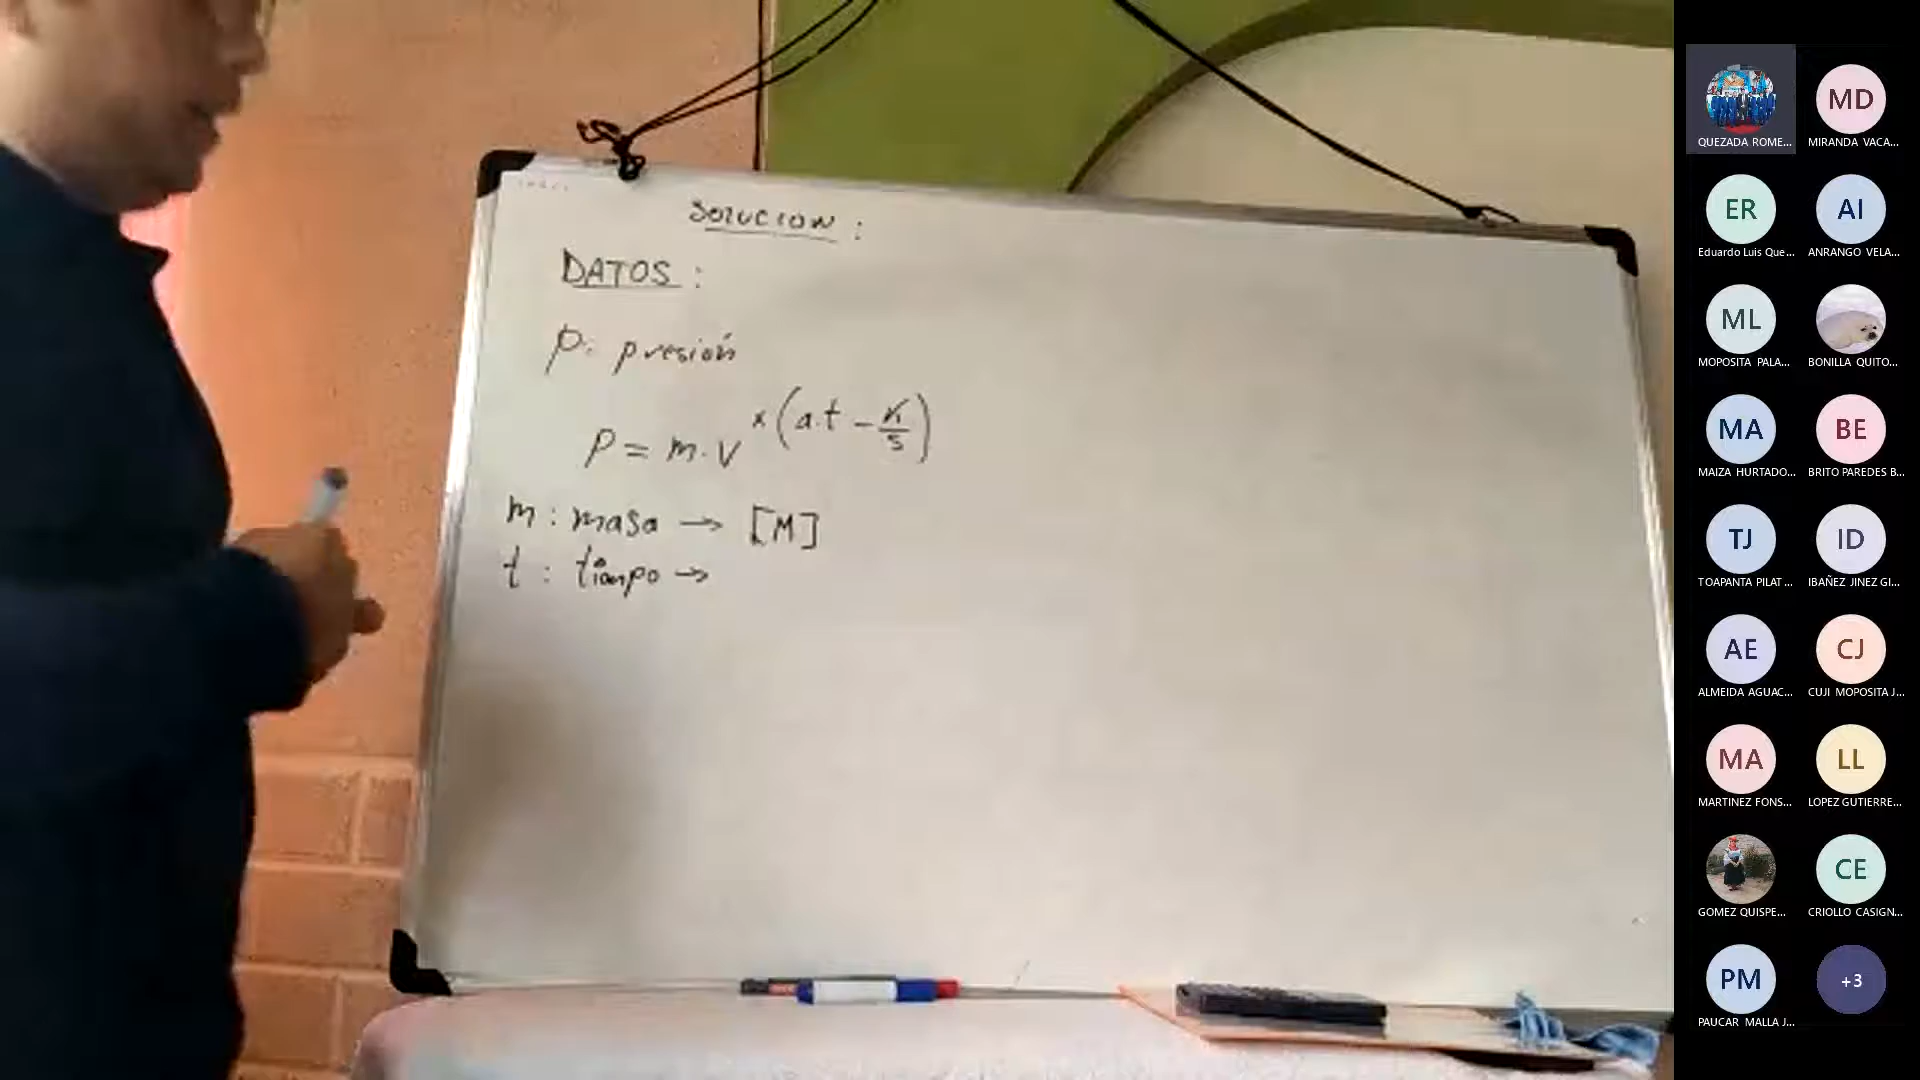 SOLUCION :
DATOS :
p: presión
P = m.v ˣ(a.t - K/5)
m : masa → [M]
t : tiempo →
QUEZADA ROME...
MD
MIRANDA VACA...
ER
Eduardo Luis Que...
AI
ANRANGO VELA...
ML
MOPOSITA PALA...
BONILLA QUITO...
MA
MAIZA HURTADO...
BE
BRITO PAREDES B...
TJ
TOAPANTA PILAT...
ID
IBAÑEZ JINEZ GI...
AE
ALMEIDA AGUAC...
CJ
CUJI MOPOSITA J...
MA
MARTINEZ FONS...
LL
LOPEZ GUTIERRE...
GOMEZ QUISPE...
CE
CRIOLLO CASIGN...
PM
PAUCAR MALLA J...
+3